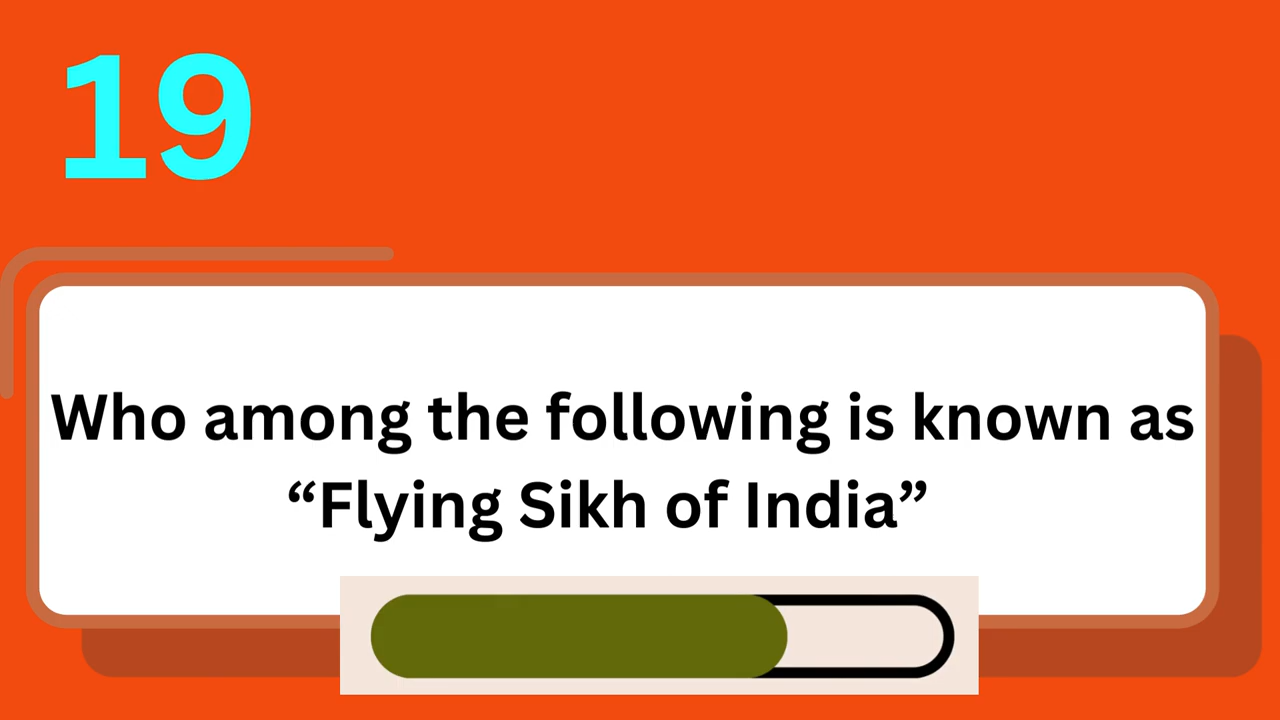 19
Who among the following is known as
“Flying Sikh of India”